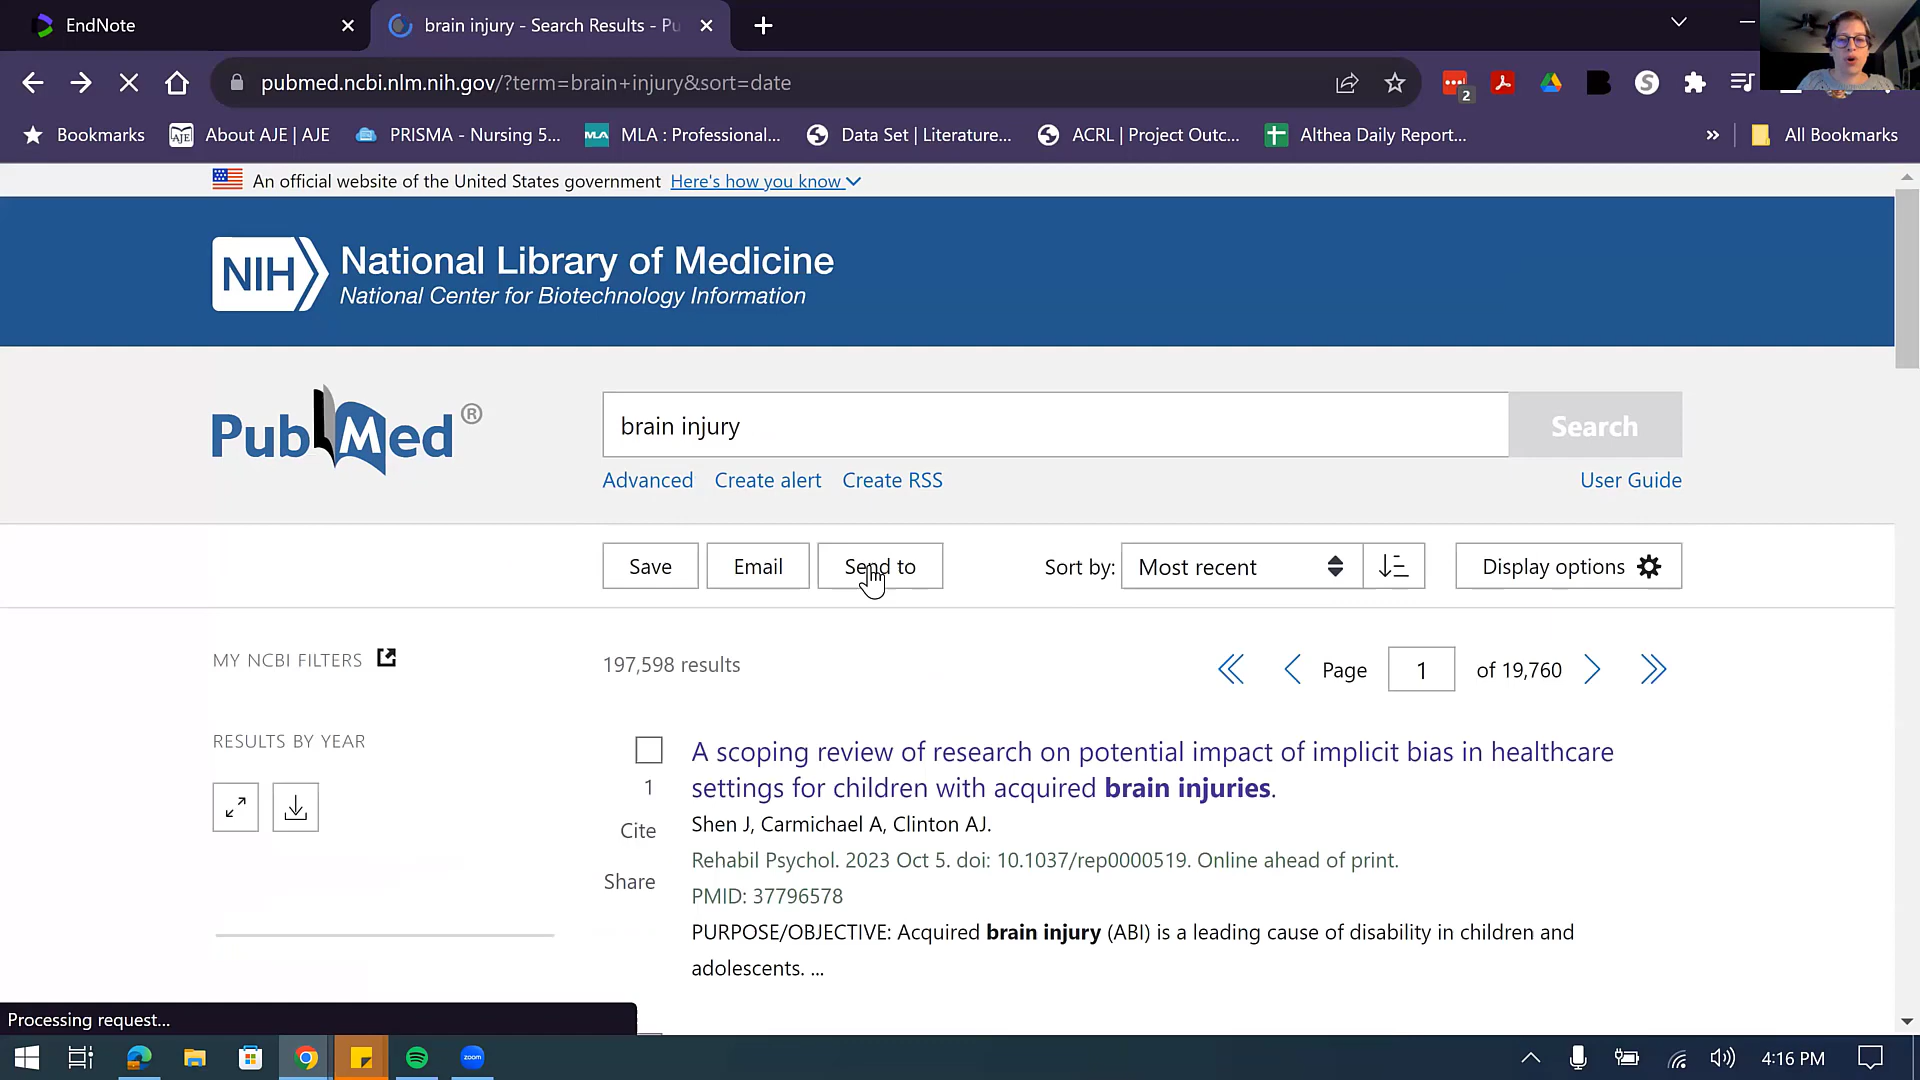 EndNote
brain injury - Search Results - Pu
pubmed.ncbi.nlm.nih.gov/?term=brain+injury&sort=date
2
Bookmarks
AJE
About AJE | AJE
PRISMA - Nursing 5...
MLA
MLA : Professional...
Data Set | Literature...
ACRL | Project Outc...
Althea Daily Report...
»
All Bookmarks
An official website of the United States government Here's how you know
NIH
National Library of Medicine
National Center for Biotechnology Information
PubMed®
brain injury
Search
Advanced
Create alert
Create RSS
User Guide
Save
Email
Send to
Sort by:
Most recent
Display options
MY NCBI FILTERS
197,598 results
Page
1
of 19,760
RESULTS BY YEAR
1
Cite
Share
A scoping review of research on potential impact of implicit bias in healthcare
settings for children with acquired brain injuries.
Shen J, Carmichael A, Clinton AJ.
Rehabil Psychol. 2023 Oct 5. doi: 10.1037/rep0000519. Online ahead of print.
PMID: 37796578
PURPOSE/OBJECTIVE: Acquired brain injury (ABI) is a leading cause of disability in children and
adolescents. ...
Processing request...
zoom
4:16 PM